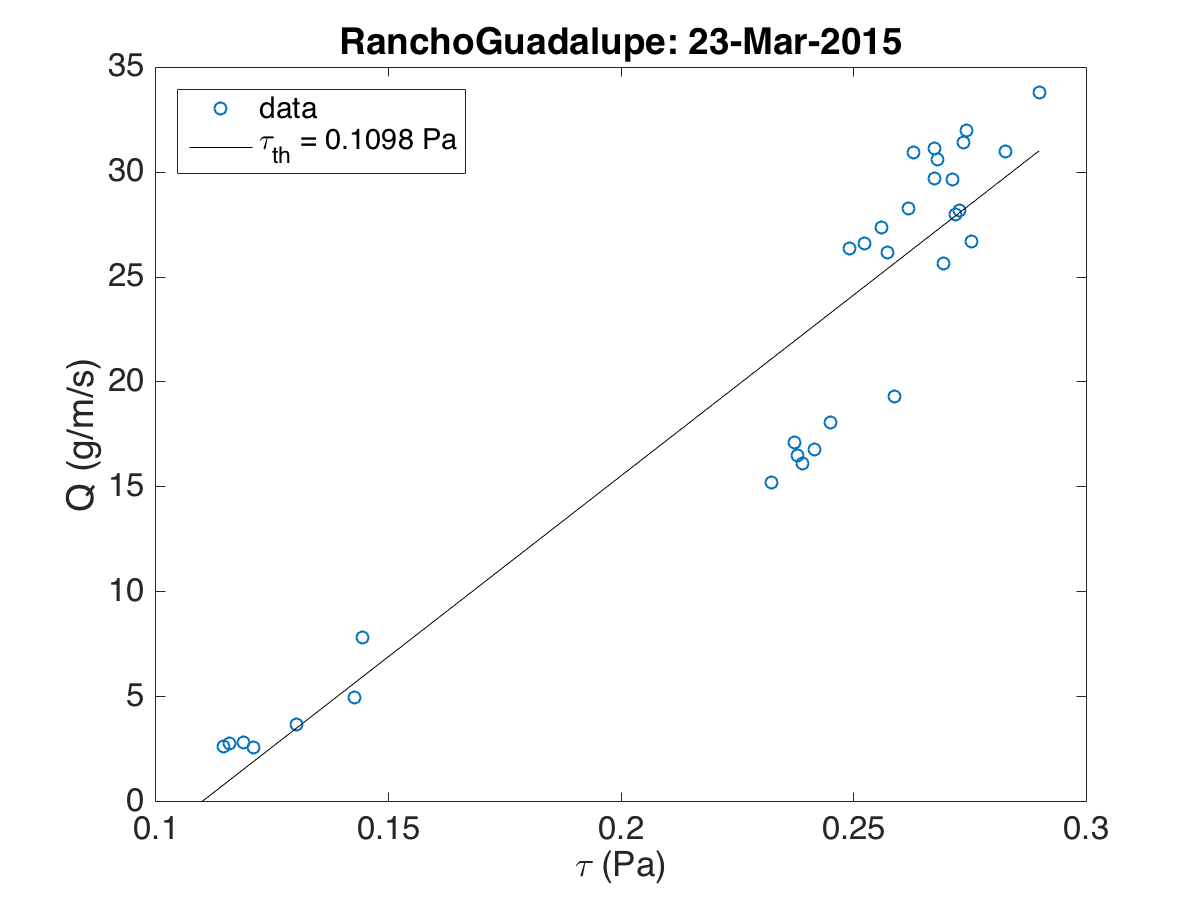 RanchoGuadalupe: 23-Mar-2015
data
τth = 0.1098 Pa
35
30
25
20
15
10
5
0
Q (g/m/s)
0.1 0.15 0.2 0.25 0.3
τ (Pa)